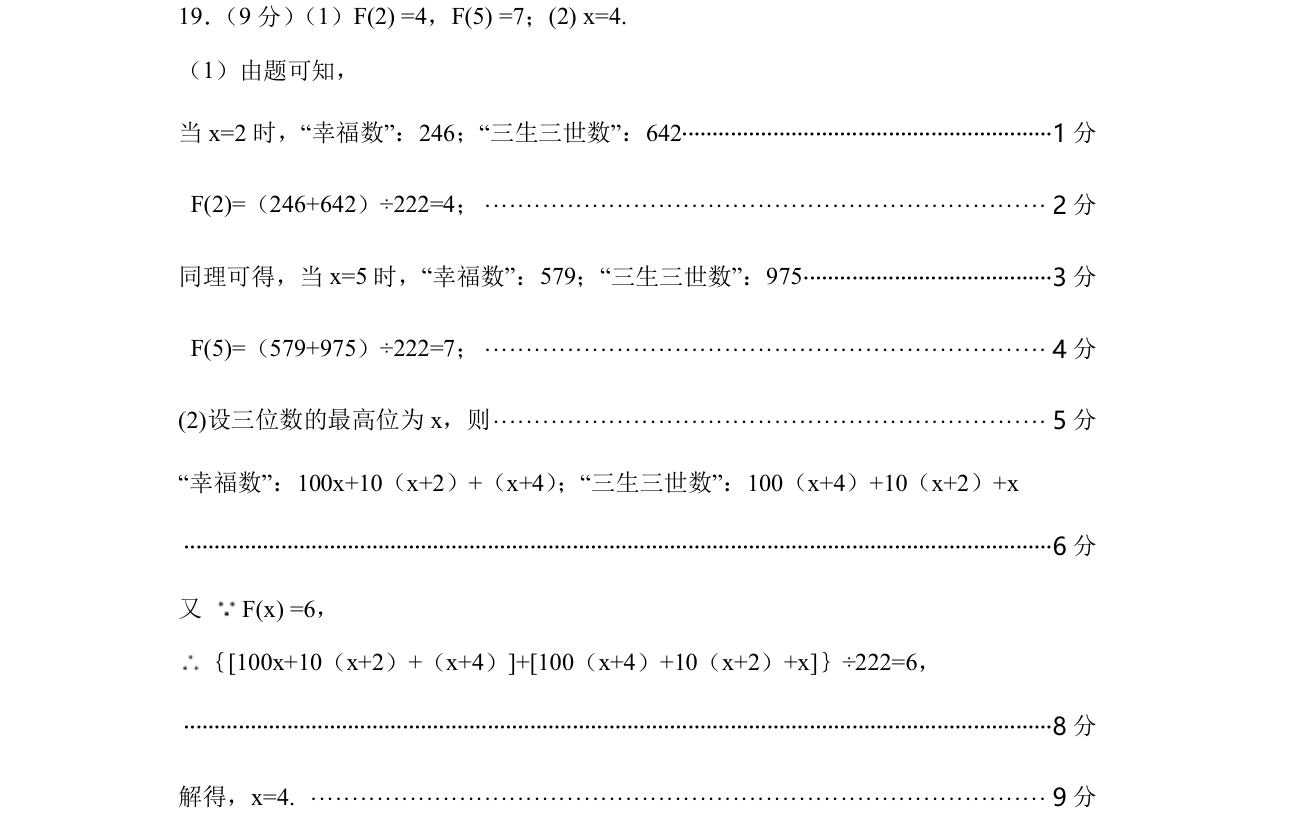 19.（9 分）（1）F(2) =4，F(5) =7；(2) x=4.
（1）由题可知，
当 x=2 时，“幸福数”：246；“三生三世数”：642·····························································1 分
F(2)=（246+642）÷222=4； ··································································· 2 分
同理可得，当 x=5 时，“幸福数”：579；“三生三世数”：975·········································3 分
F(5)=（579+975）÷222=7； ··································································· 4 分
(2)设三位数的最高位为 x，则·································································· 5 分
“幸福数”：100x+10（x+2）+（x+4）；“三生三世数”：100（x+4）+10（x+2）+x
···············································································································································6 分
又 ∵ F(x) =6，
∴｛[100x+10（x+2）+（x+4）]+[100（x+4）+10（x+2）+x]｝÷222=6，
···············································································································································8 分
解得，x=4. ························································································ 9 分